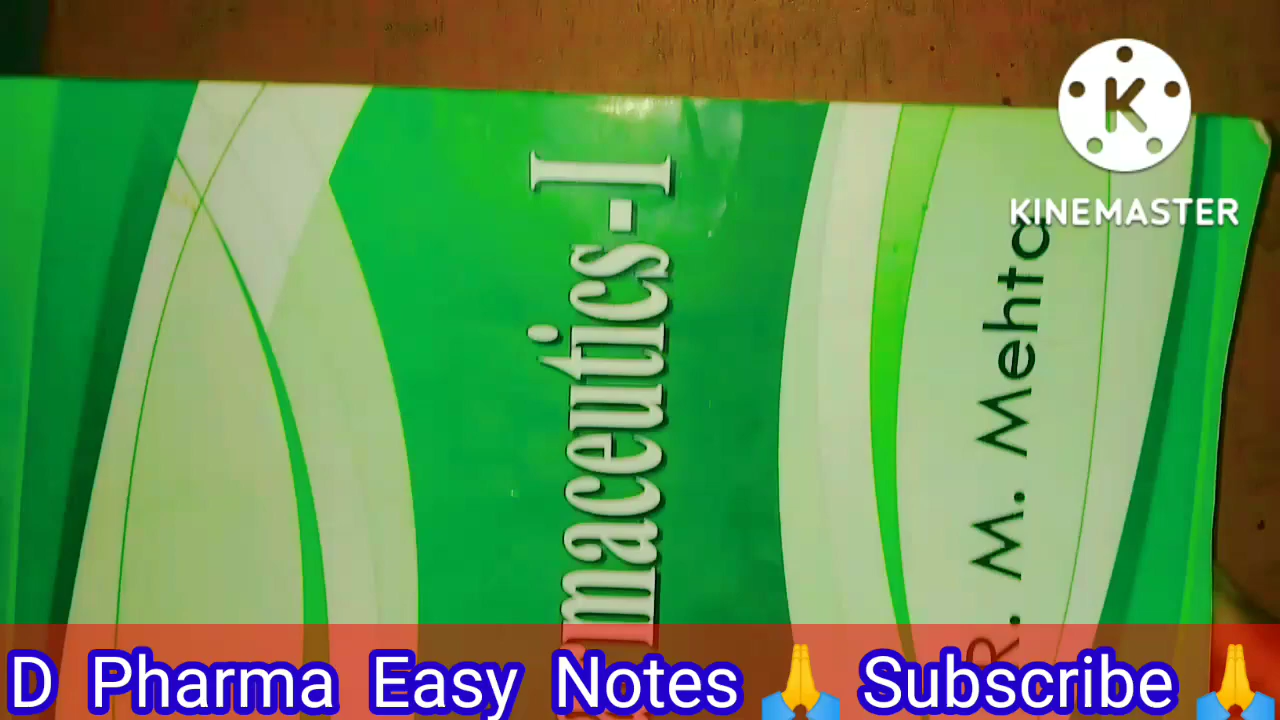 KINEMASTER
maceutics-I
R. M. Mehta
D Pharma Easy Notes 🙏 Subscribe 🙏